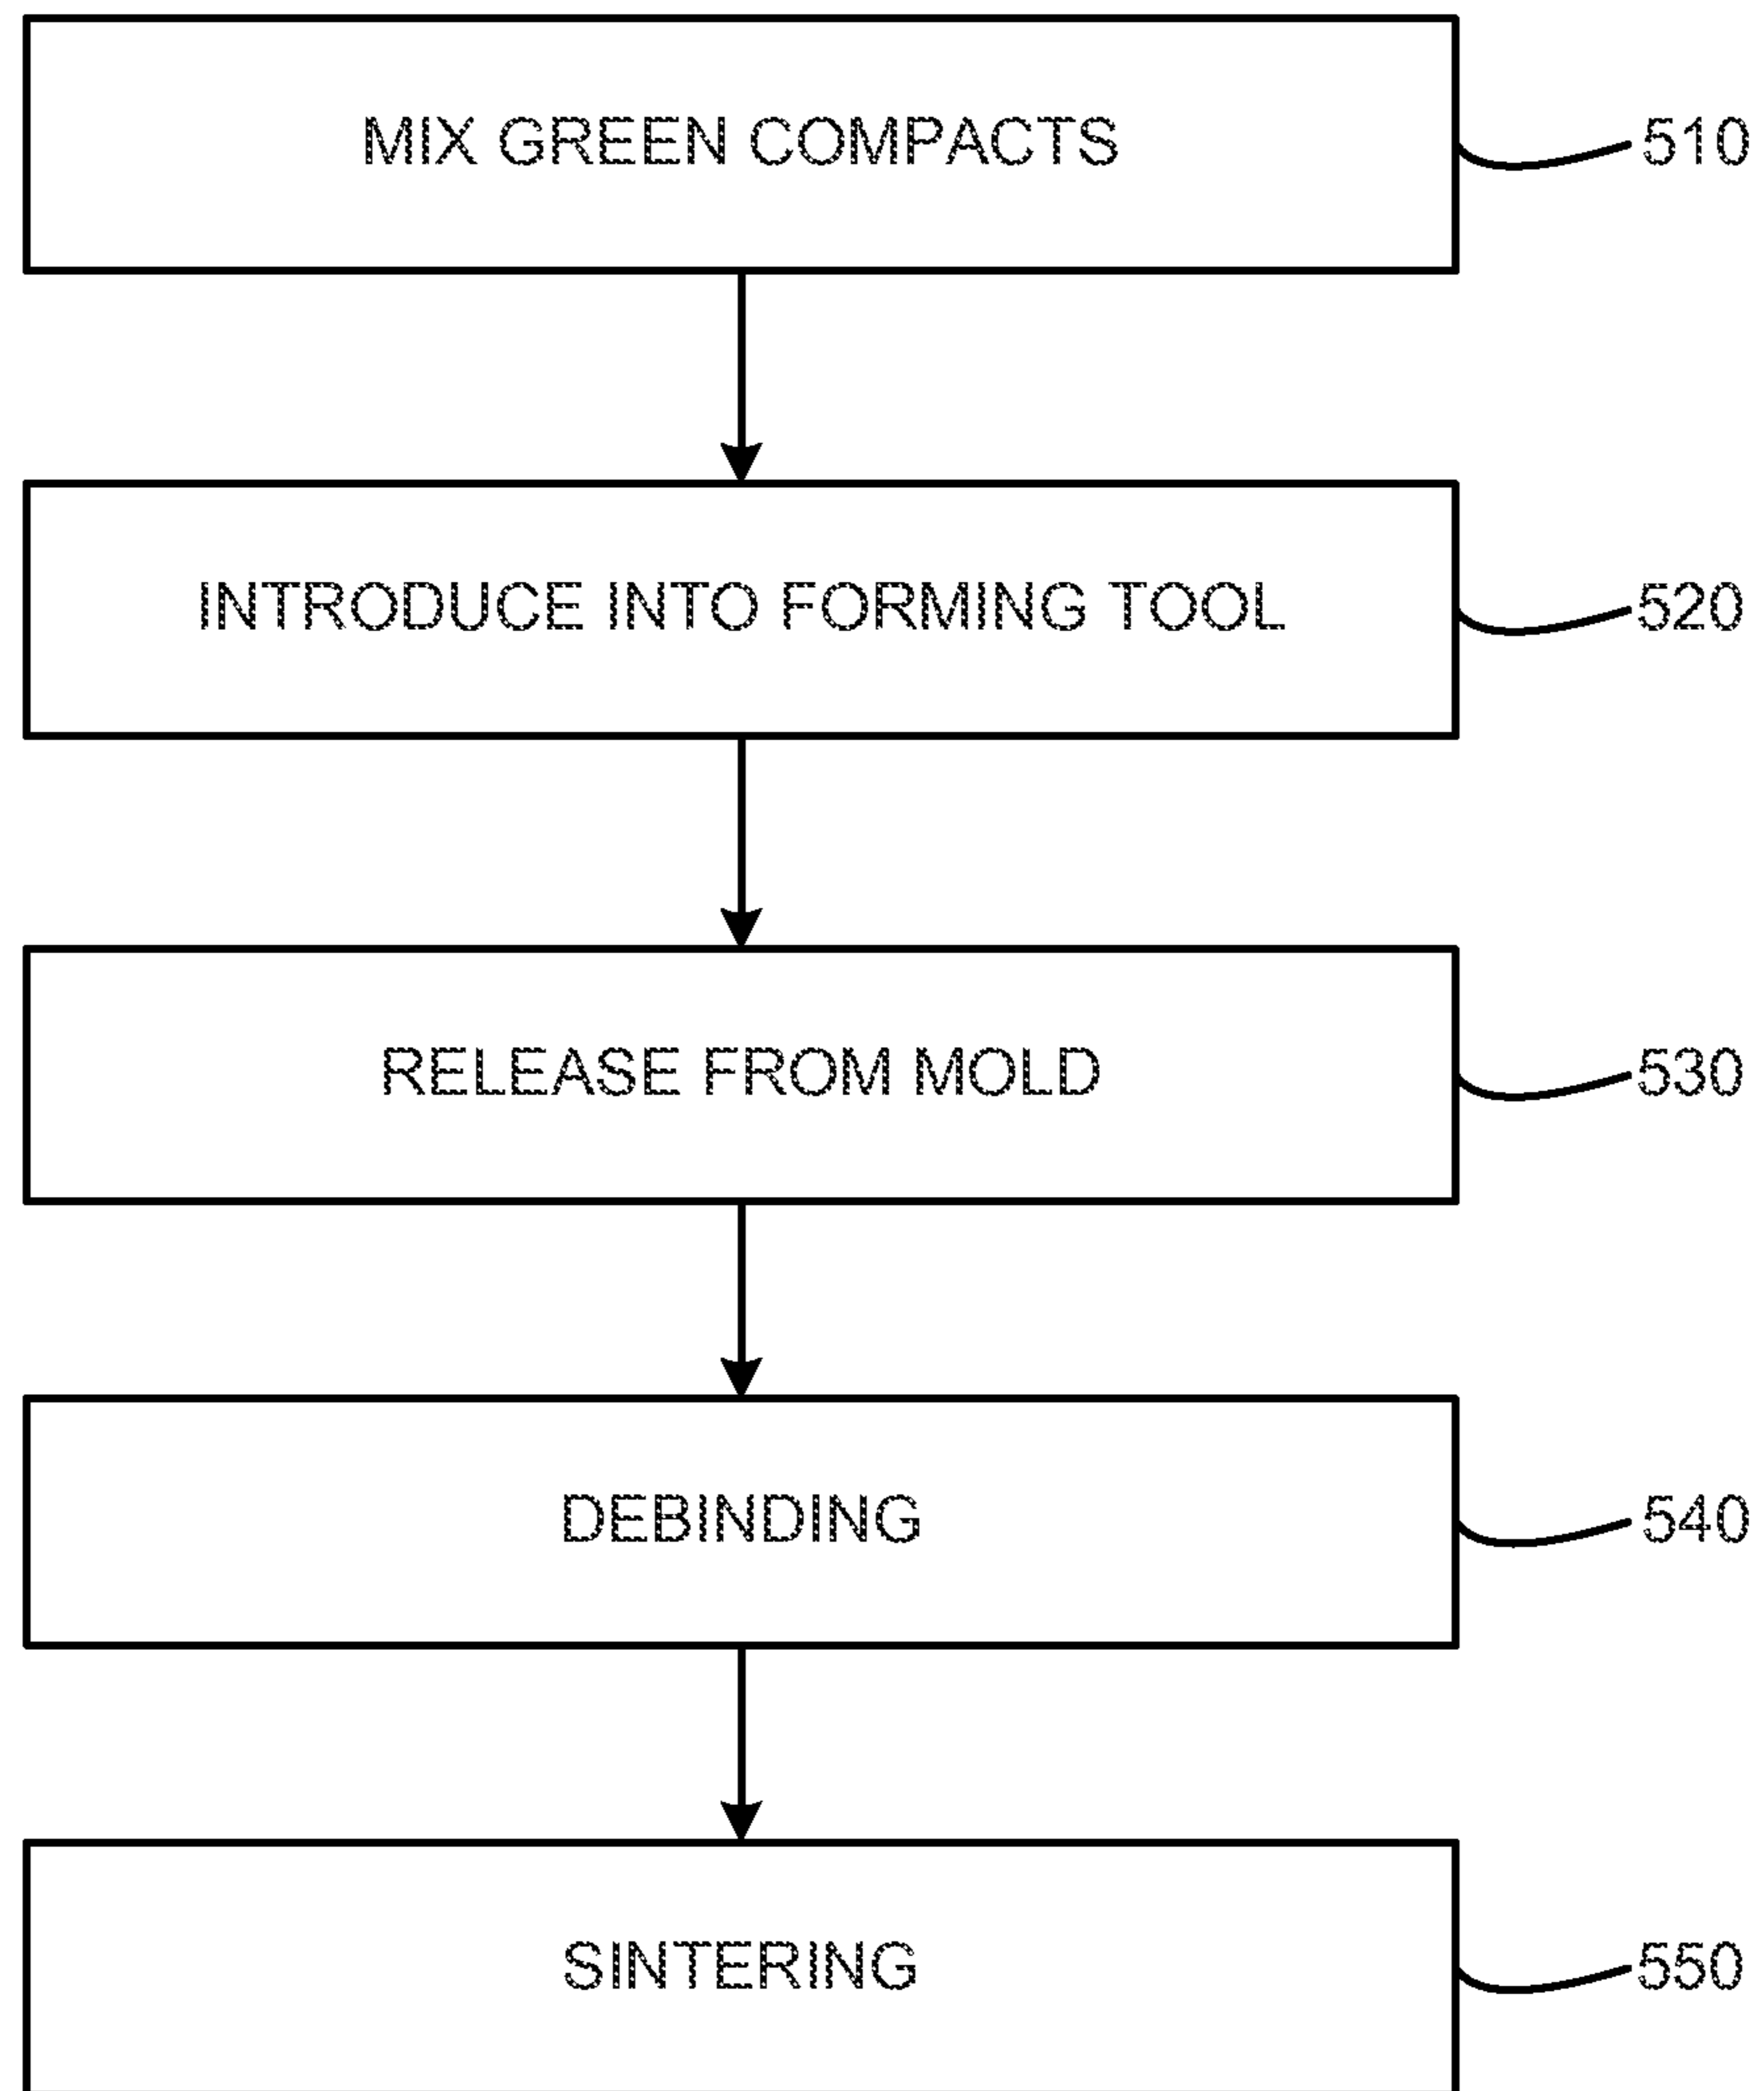 MIX GREEN COMPACTS 510
INTRODUCE INTO FORMING TOOL 520
RELEASE FROM MOLD 530
DEBINDING 540
SINTERING 550